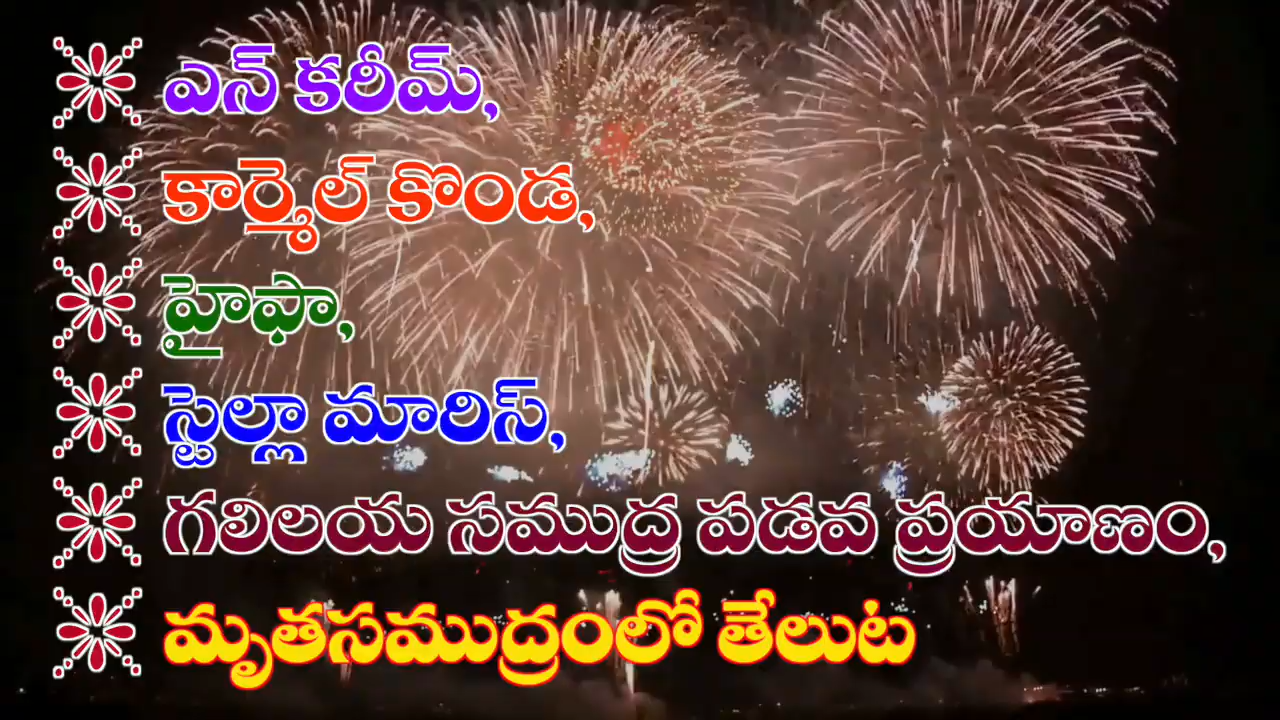 ఎన్ కరీమ్,
కార్మెల్ కొండ,
హైఫా,
స్టెల్లా మారిస్,
గలిలయ సముద్ర పడవ ప్రయాణం,
మృతసముద్రంలో తేలుట